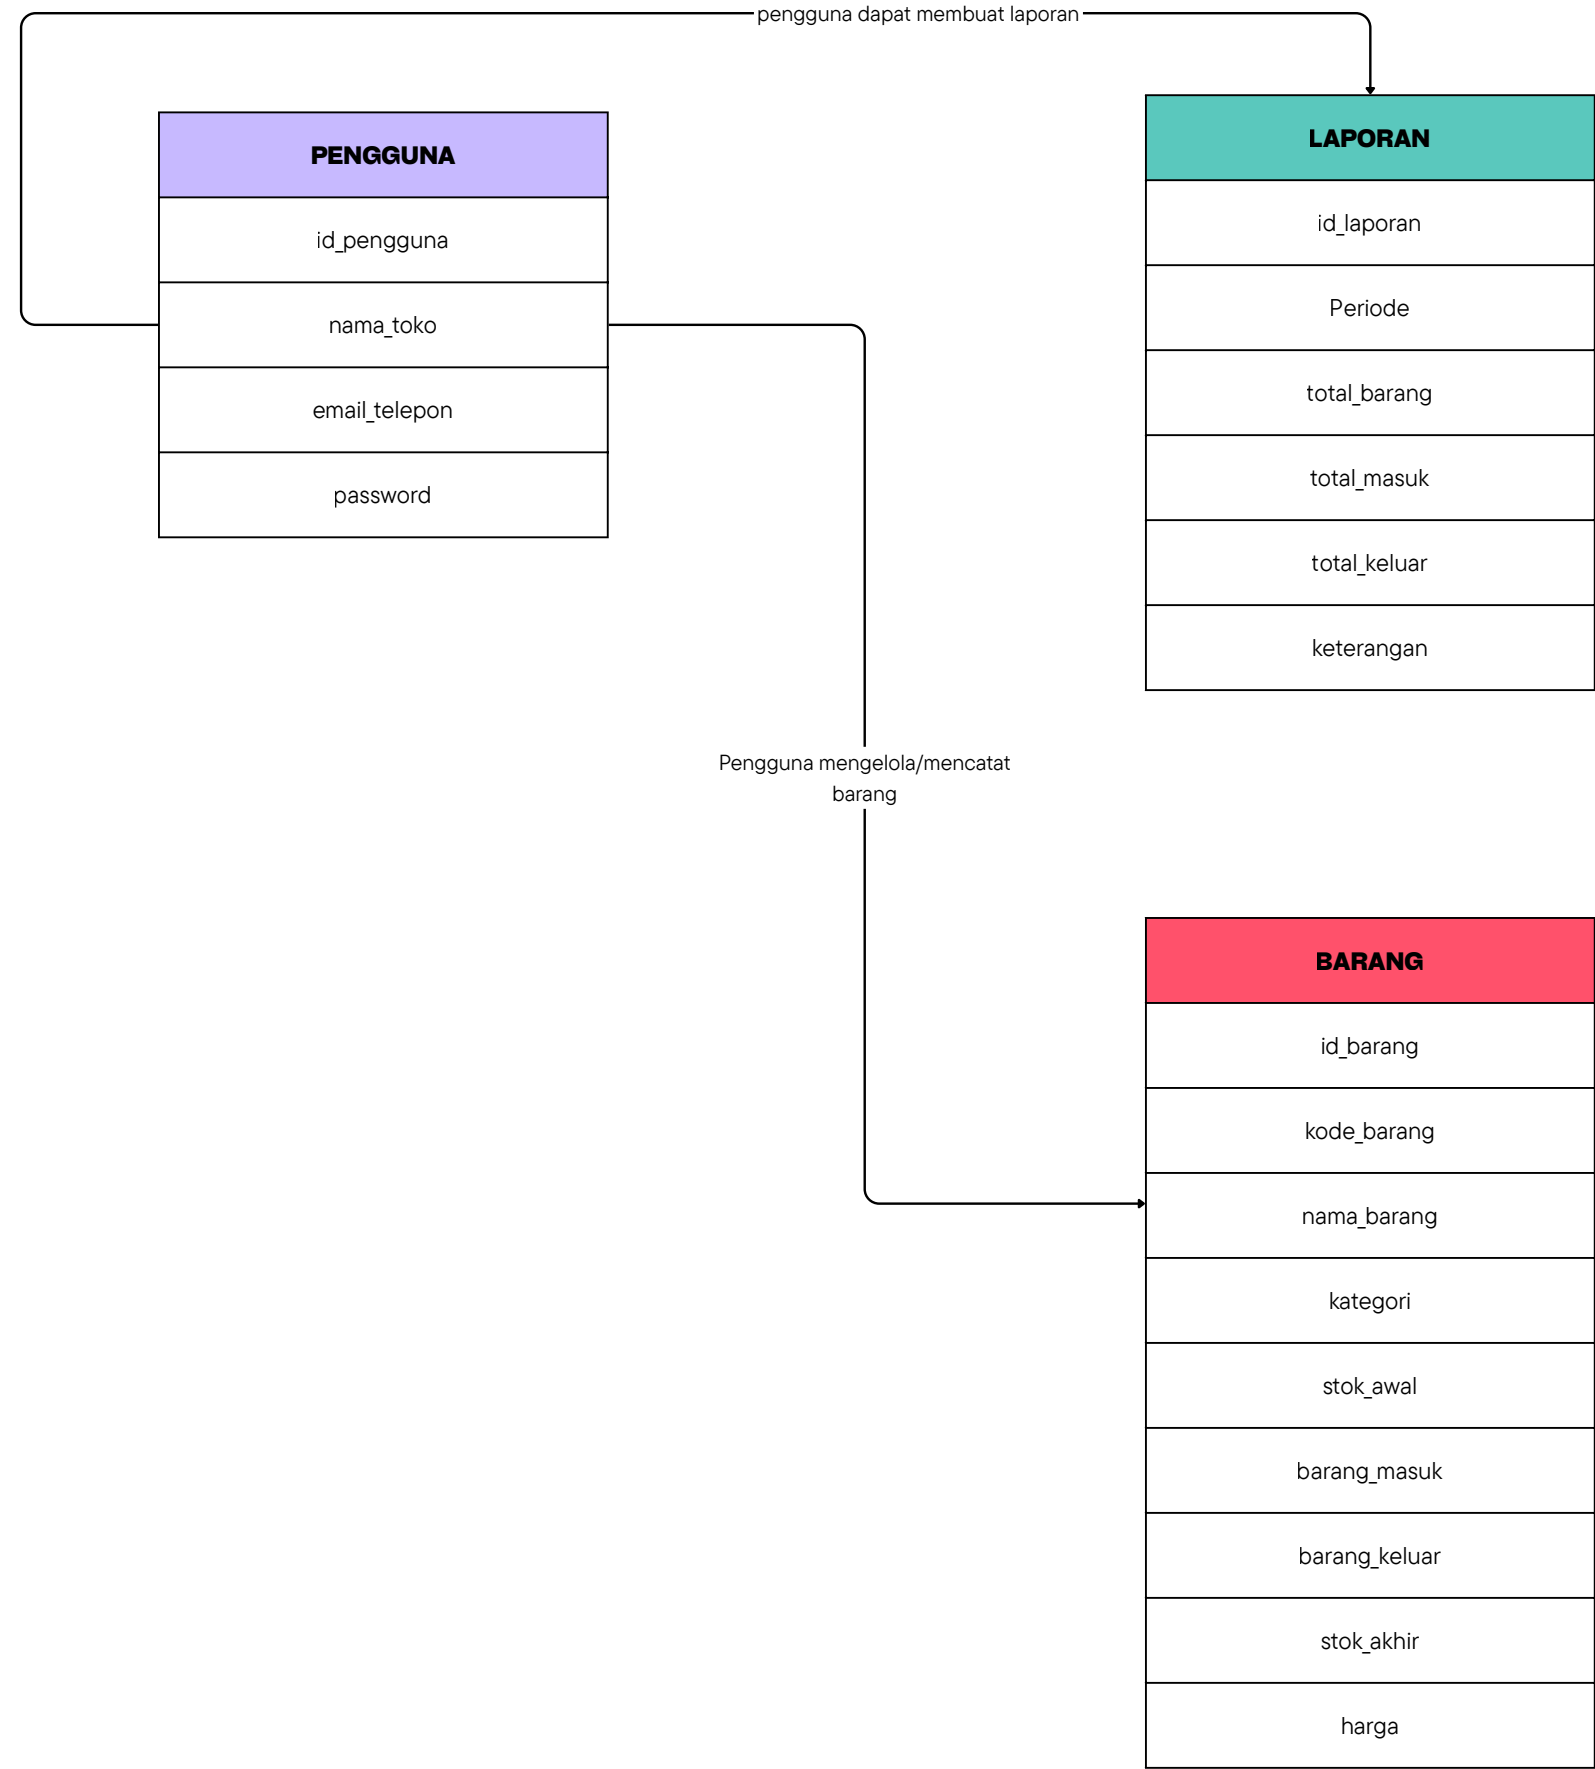 pengguna dapat membuat laporan
PENGGUNA
id_pengguna
nama_toko
email_telepon
password
LAPORAN
id_laporan
Periode
total_barang
total_masuk
total_keluar
keterangan
Pengguna mengelola/mencatat
barang
BARANG
id_barang
kode_barang
nama_barang
kategori
stok_awal
barang_masuk
barang_keluar
stok_akhir
harga